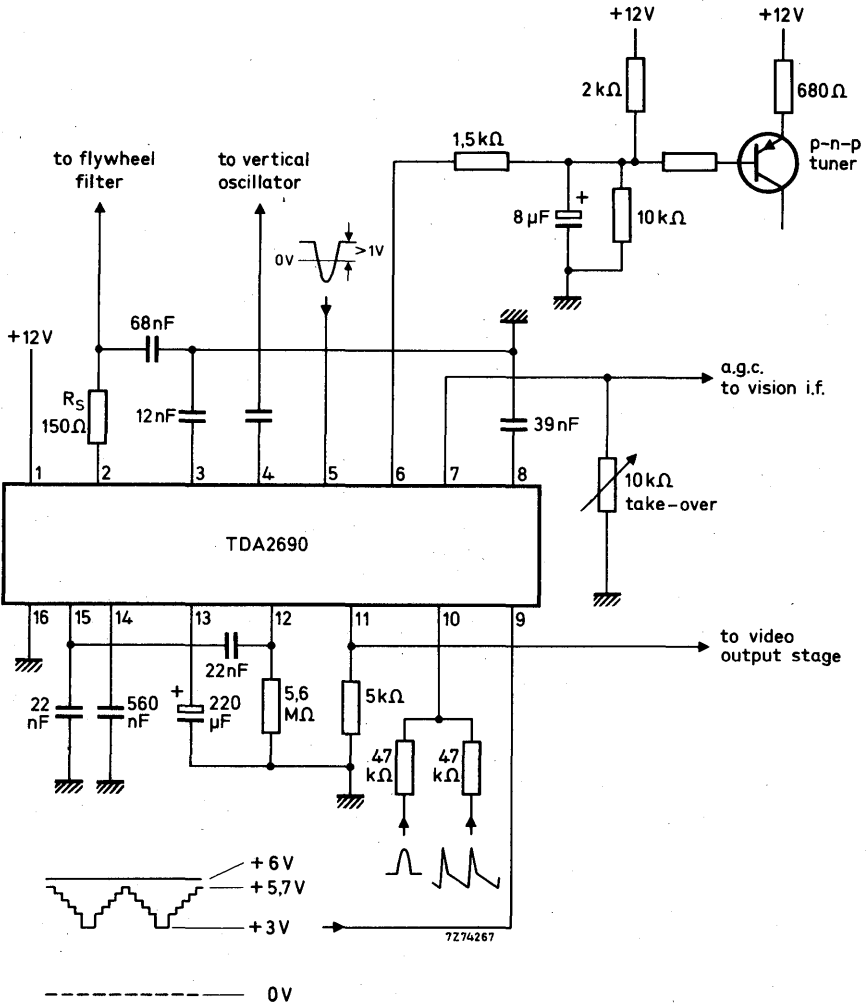 +12V
+12V
2kΩ
680Ω
1,5kΩ
p-n-p
tuner
to flywheel
filter
to vertical
oscillator
+
8μF
10kΩ
0V
>1V
68nF
+12V
a.g.c.
to vision i.f.
RS
150Ω
12nF
39nF
10kΩ
take-over
1
2
3
4
5
6
7
8
TDA2690
16
15
14
13
12
11
10
9
to video
output stage
22nF
+
22
nF
560
nF
220
μF
5,6
MΩ
5kΩ
47
kΩ
47
kΩ
+6V
+5,7V
+3V
7Z74267
0V